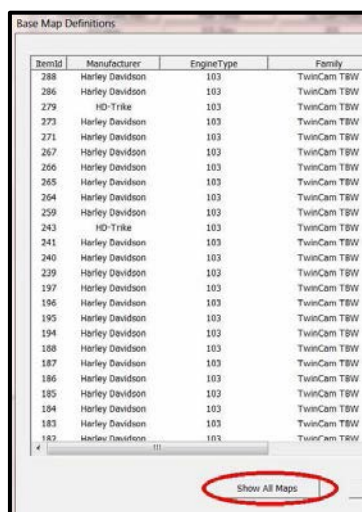 Base Map Definitions
ItemId Manufacturer EngineType Family
288 Harley Davidson 103 TwinCam TBW
286 Harley Davidson 103 TwinCam TBW
279 HD-Trike 103 TwinCam TBW
273 Harley Davidson 103 TwinCam TBW
271 Harley Davidson 103 TwinCam TBW
267 Harley Davidson 103 TwinCam TBW
266 Harley Davidson 103 TwinCam TBW
265 Harley Davidson 103 TwinCam TBW
264 Harley Davidson 103 TwinCam TBW
259 Harley Davidson 103 TwinCam TBW
243 HD-Trike 103 TwinCam TBW
241 Harley Davidson 103 TwinCam TBW
240 Harley Davidson 103 TwinCam TBW
239 Harley Davidson 103 TwinCam TBW
197 Harley Davidson 103 TwinCam TBW
196 Harley Davidson 103 TwinCam TBW
195 Harley Davidson 103 TwinCam TBW
194 Harley Davidson 103 TwinCam TBW
188 Harley Davidson 103 TwinCam TBW
187 Harley Davidson 103 TwinCam TBW
186 Harley Davidson 103 TwinCam TBW
185 Harley Davidson 103 TwinCam TBW
184 Harley Davidson 103 TwinCam TBW
183 Harley Davidson 103 TwinCam TBW
182 Harley Davidson 103 TwinCam TBW
Show All Maps